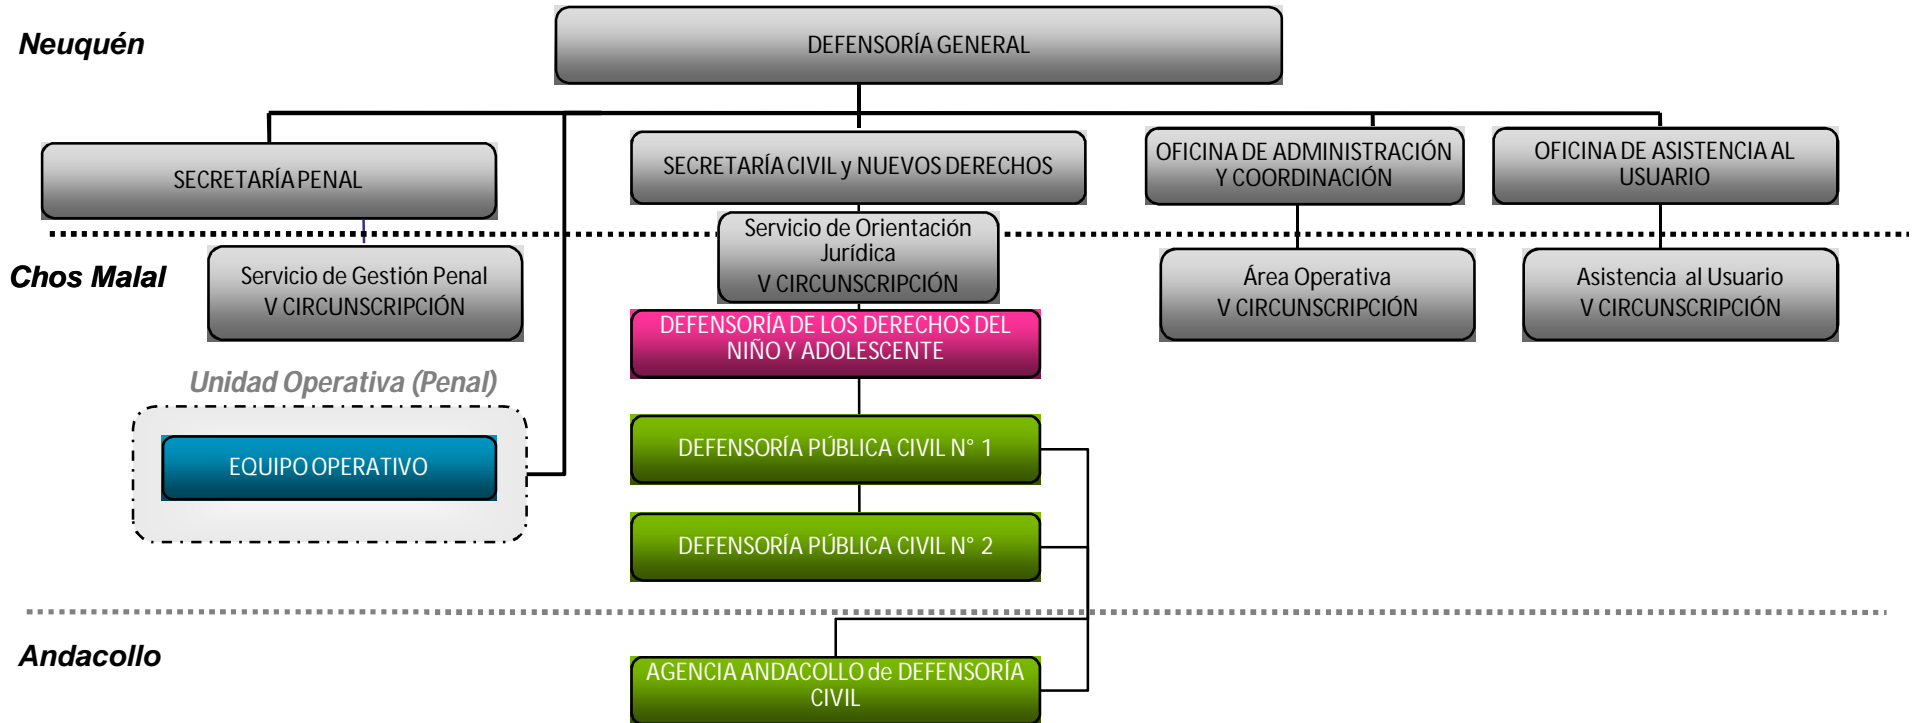 Neuquén
DEFENSORÍA GENERAL
SECRETARÍA PENAL
SECRETARÍA CIVIL y NUEVOS DERECHOS
OFICINA DE ADMINISTRACIÓN
Y COORDINACIÓN
OFICINA DE ASISTENCIA AL
USUARIO
Chos Malal
Servicio de Gestión Penal
V CIRCUNSCRIPCIÓN
Servicio de Orientación
Jurídica
V CIRCUNSCRIPCIÓN
Área Operativa
V CIRCUNSCRIPCIÓN
Asistencia al Usuario
V CIRCUNSCRIPCIÓN
DEFENSORÍA DE LOS DERECHOS DEL
NIÑO Y ADOLESCENTE
Unidad Operativa (Penal)
EQUIPO OPERATIVO
DEFENSORÍA PÚBLICA CIVIL N° 1
DEFENSORÍA PÚBLICA CIVIL N° 2
Andacollo
AGENCIA ANDACOLLO de DEFENSORÍA
CIVIL